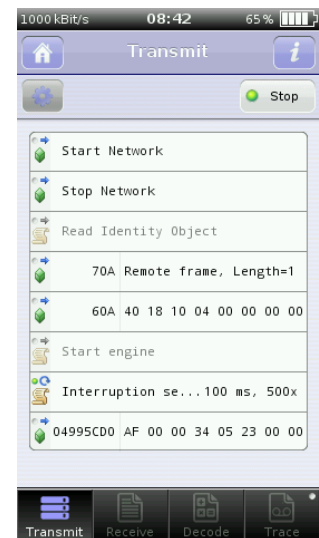 1000 kBit/s 08:42 65%
Transmit
Stop
Start Network
Stop Network
Read Identity Object
70A Remote frame, Length=1
60A 40 18 10 04 00 00 00 00
Start engine
Interruption se...100 ms, 500x
04995CD0 AF 00 00 34 05 23 00 00
Transmit Receive Decode Trace